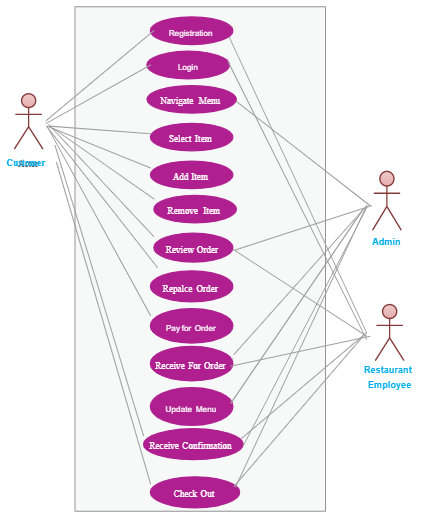 Registration
Login
Navigate Menu
Select Item
Customer
Add Item
Remove Item
Admin
Review Order
Repalce Order
Pay for Order
Receive For Order
Restaurant
Employee
Update Menu
Receive Confirmation
Check Out